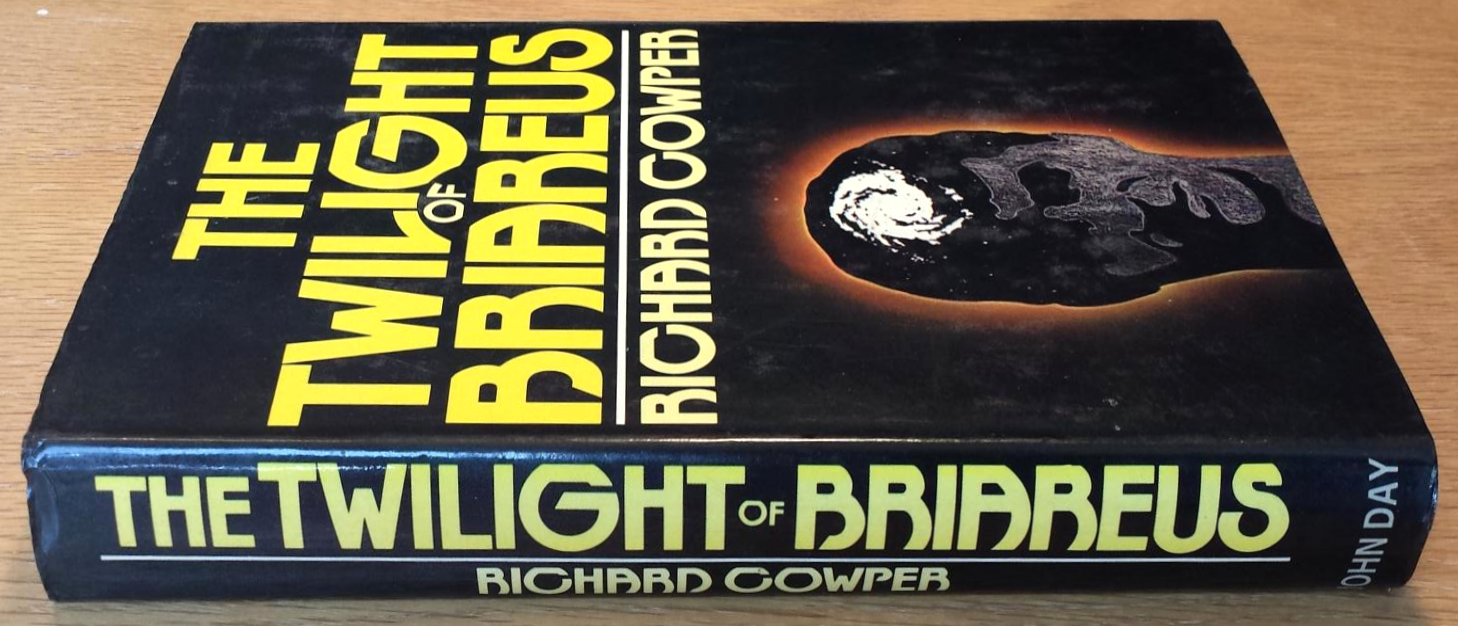 THE
TWILIGHT
OF
BRIAREUS
RICHARD COWPER
THE TWILIGHT OF BRIAREUS
RICHARD COWPER
JOHN DAY